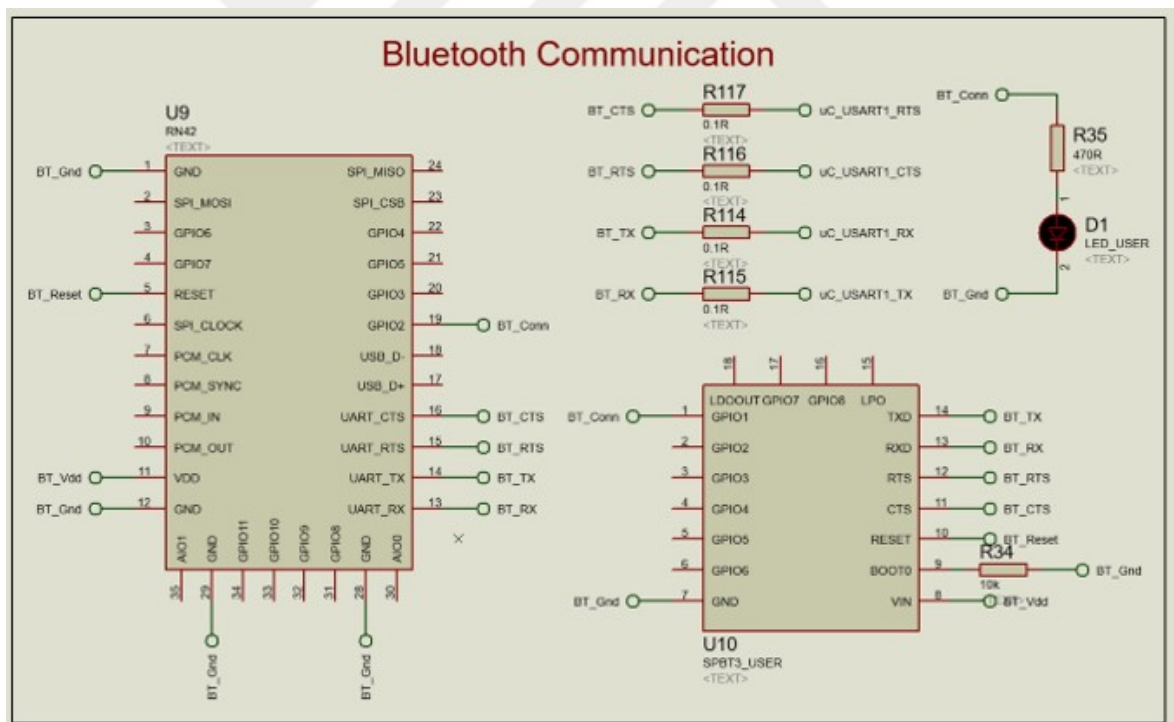 Bluetooth Communication
U9
RN42
<TEXT>
BT_Gnd 1 GND SPI_MISO 24
2 SPI_MOSI SPI_CSB 23
3 GPIO6 GPIO4 22
4 GPIO7 GPIO5 21
BT_Reset 5 RESET GPIO3 20
6 SPI_CLOCK GPIO2 19 BT_Conn
7 PCM_CLK USB_D- 18
8 PCM_SYNC USB_D+ 17
9 PCM_IN UART_CTS 16 BT_CTS
10 PCM_OUT UART_RTS 15 BT_RTS
BT_Vdd 11 VDD UART_TX 14 BT_TX
BT_Gnd 12 GND UART_RX 13 BT_RX
AIO1 GND GPIO11 GPIO10 GPIO9 GPIO8 GND AIO0
35 29 34 33 32 31 28 30
BT_Gnd BT_Gnd
R117
BT_CTS uC_USART1_RTS
0.1R
<TEXT>
R116
BT_RTS uC_USART1_CTS
0.1R
<TEXT>
R114
BT_TX uC_USART1_RX
0.1R
<TEXT>
R115
BT_RX uC_USART1_TX
0.1R
<TEXT>
BT_Conn
R35
470R
<TEXT>
1
D1
LED_USER
<TEXT>
2
BT_Gnd
18 17 16 15
LDOOUT GPIO7 GPIO8 LPO
BT_Conn 1 GPIO1 TXD 14 BT_TX
2 GPIO2 RXD 13 BT_RX
3 GPIO3 RTS 12 BT_RTS
4 GPIO4 CTS 11 BT_CTS
5 GPIO5 RESET 10 BT_Reset
R34
6 GPIO6 BOOT0 9 BT_Gnd
10k
<TEXT>
BT_Gnd 7 GND VIN 8 BT_Vdd
U10
SPBT3_USER
<TEXT>